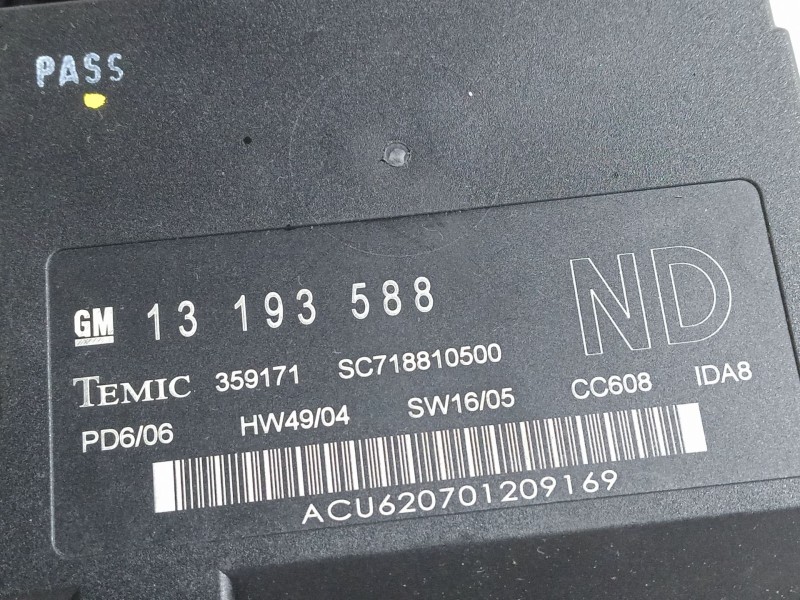 PASS
GM 13 193 588 ND
TEMIC 359171 SC718810500
PD6/06 HW49/04 SW16/05 CC608 IDA8
ACU620701209169